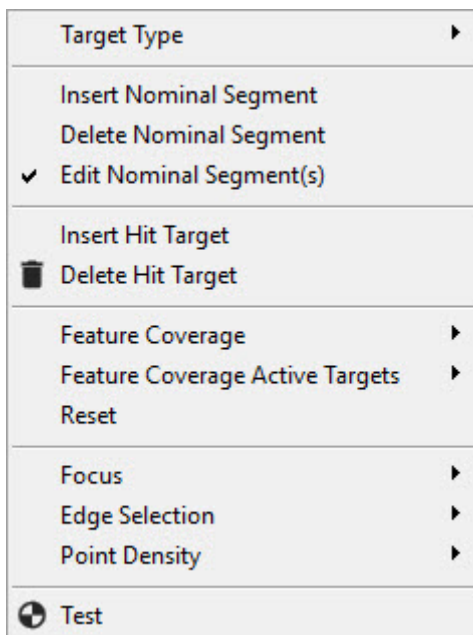 Target Type
Insert Nominal Segment
Delete Nominal Segment
Edit Nominal Segment(s)
Insert Hit Target
Delete Hit Target
Feature Coverage
Feature Coverage Active Targets
Reset
Focus
Edge Selection
Point Density
Test